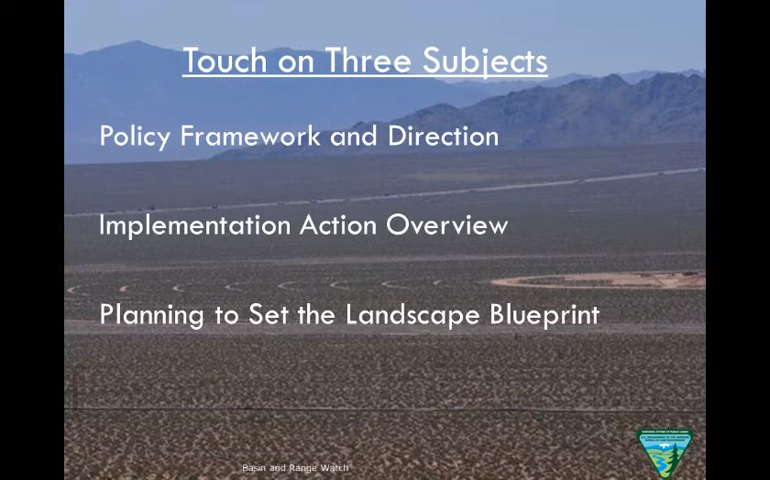 Touch on Three Subjects
Policy Framework and Direction
Implementation Action Overview
Planning to Set the Landscape Blueprint
Basin and Range Watch